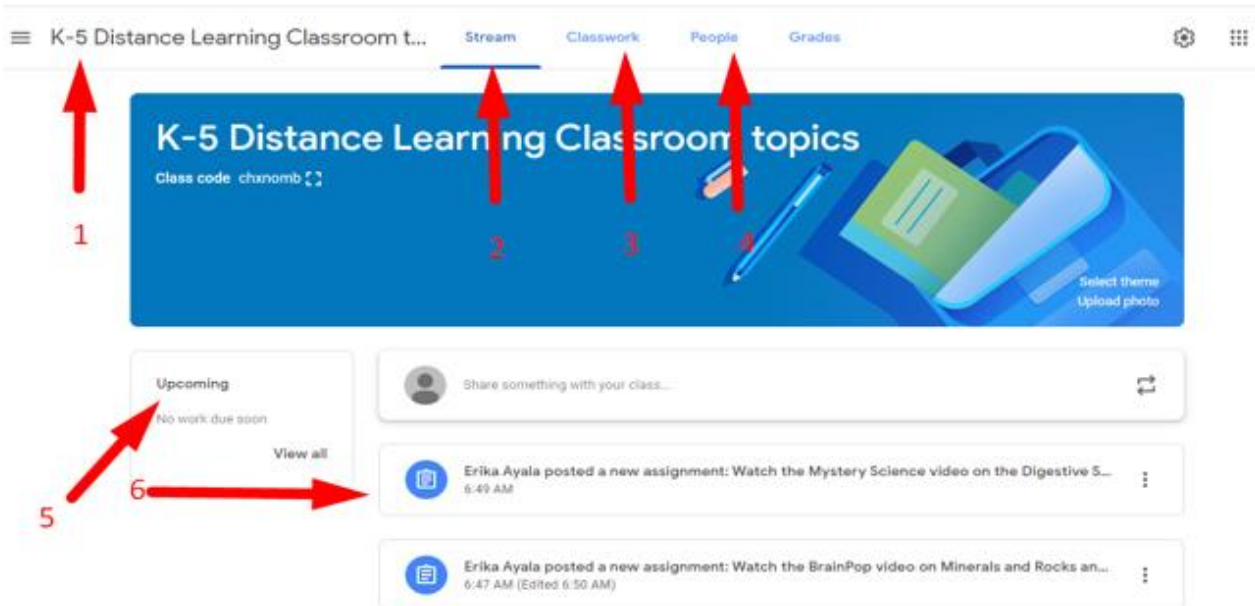 K-5 Distance Learning Classroom t... Stream Classwork People Grades
K-5 Distance Learning Classroom topics
Class code chxnomb
1
2
3
4
Select theme
Upload photo
Upcoming
No work due soon
View all
Share something with your class...
Erika Ayala posted a new assignment: Watch the Mystery Science video on the Digestive S...
6:49 AM
6
5
Erika Ayala posted a new assignment: Watch the BrainPop video on Minerals and Rocks an...
6:47 AM (Edited 6:50 AM)